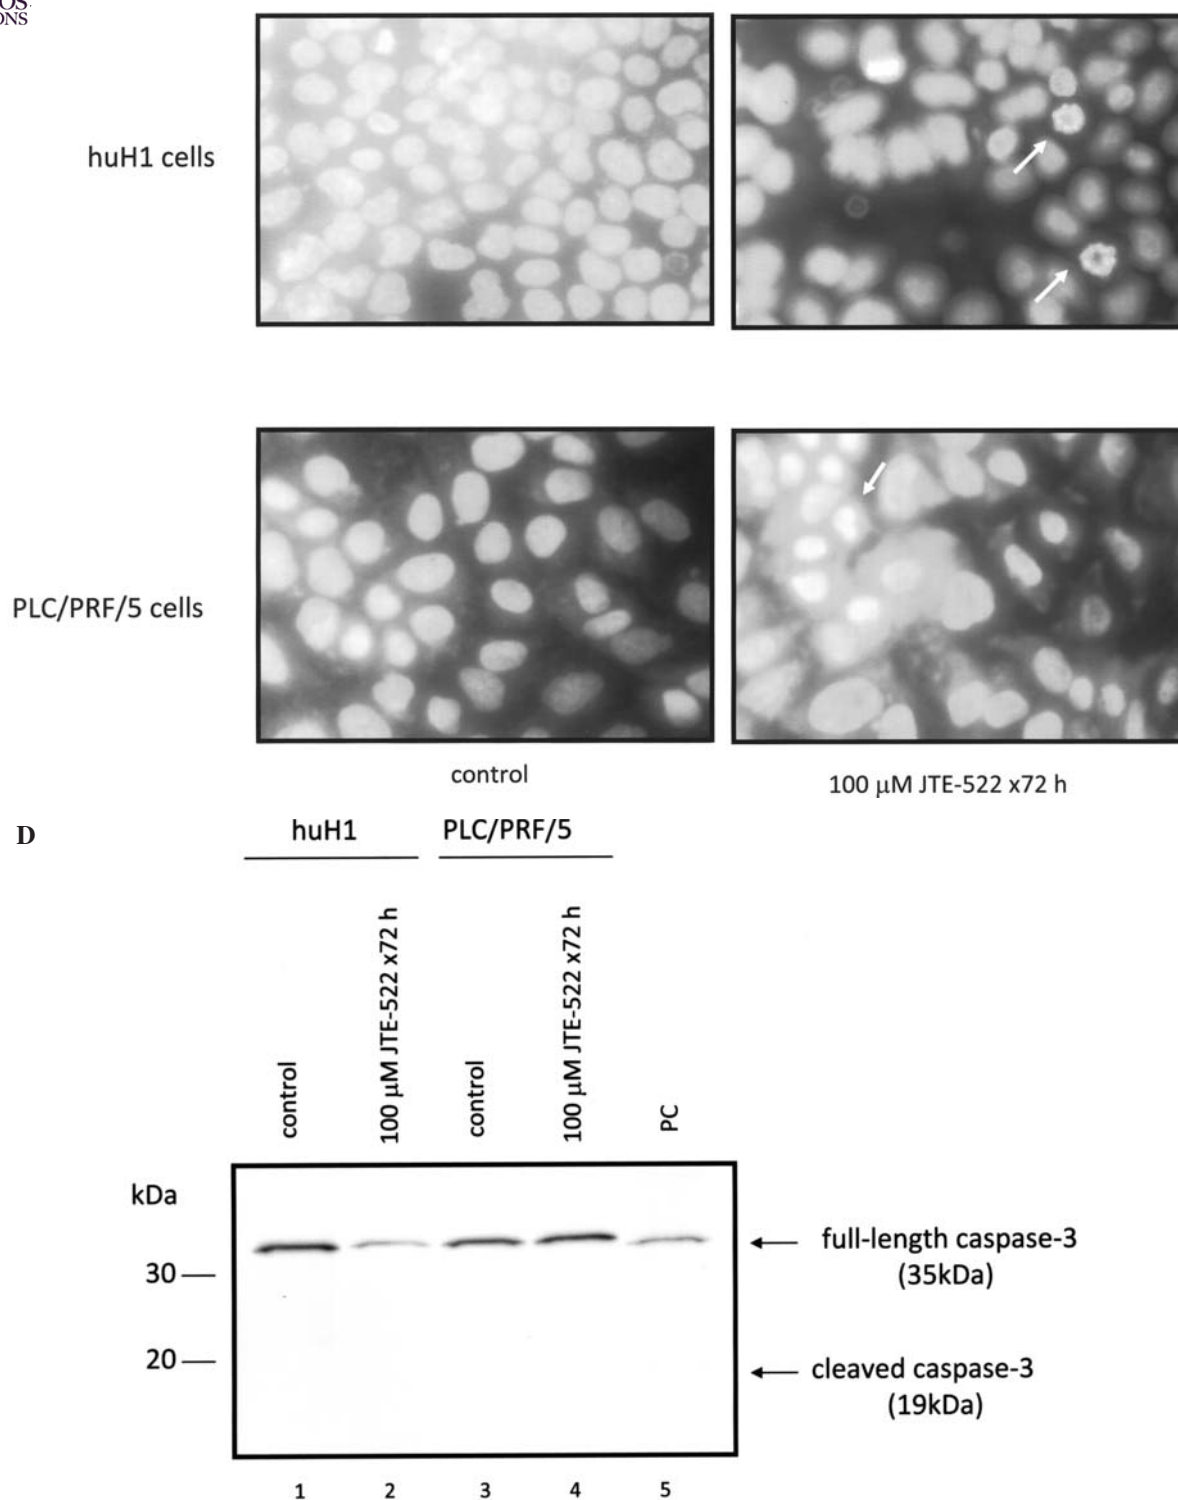 OS
ONS
huH1 cells
PLC/PRF/5 cells
control
100 µM JTE-522 x72 h
D
huH1
PLC/PRF/5
control
100 µM JTE-522 x72 h
control
100 µM JTE-522 x72 h
PC
kDa
30
20
full-length caspase-3
(35kDa)
cleaved caspase-3
(19kDa)
1 2 3 4 5